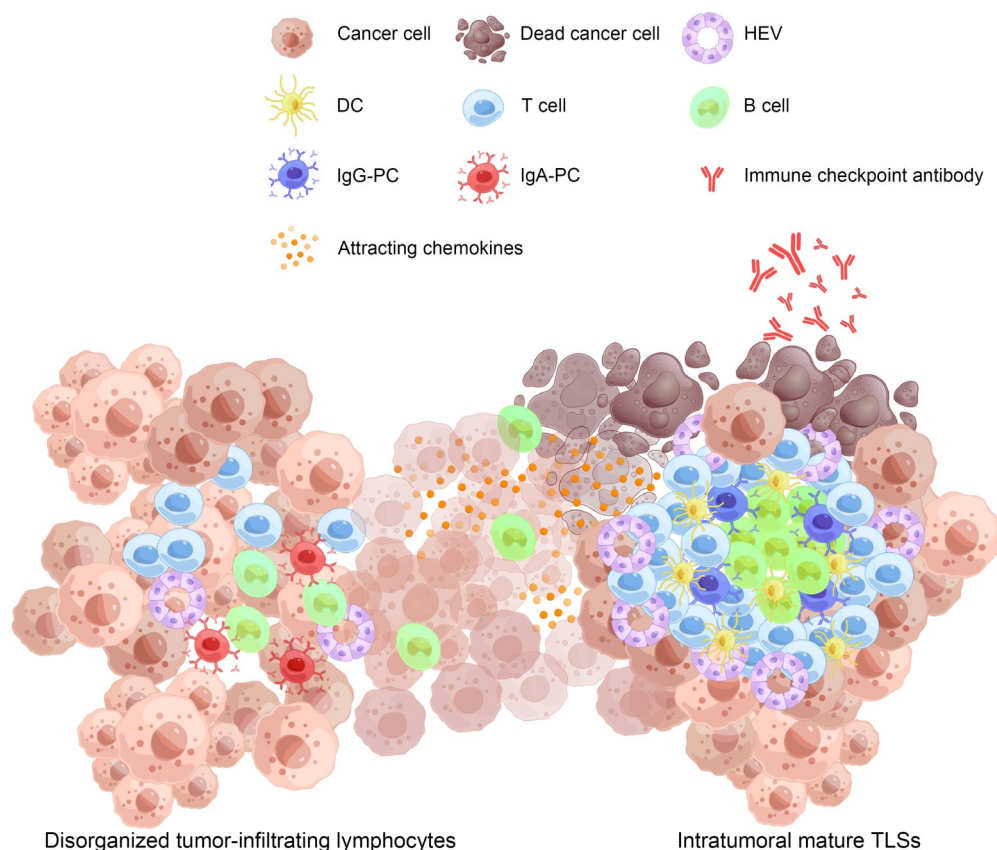 Cancer cell
Dead cancer cell
HEV
DC
T cell
B cell
IgG-PC
IgA-PC
Immune checkpoint antibody
Attracting chemokines
Disorganized tumor-infiltrating lymphocytes
Intratumoral mature TLSs